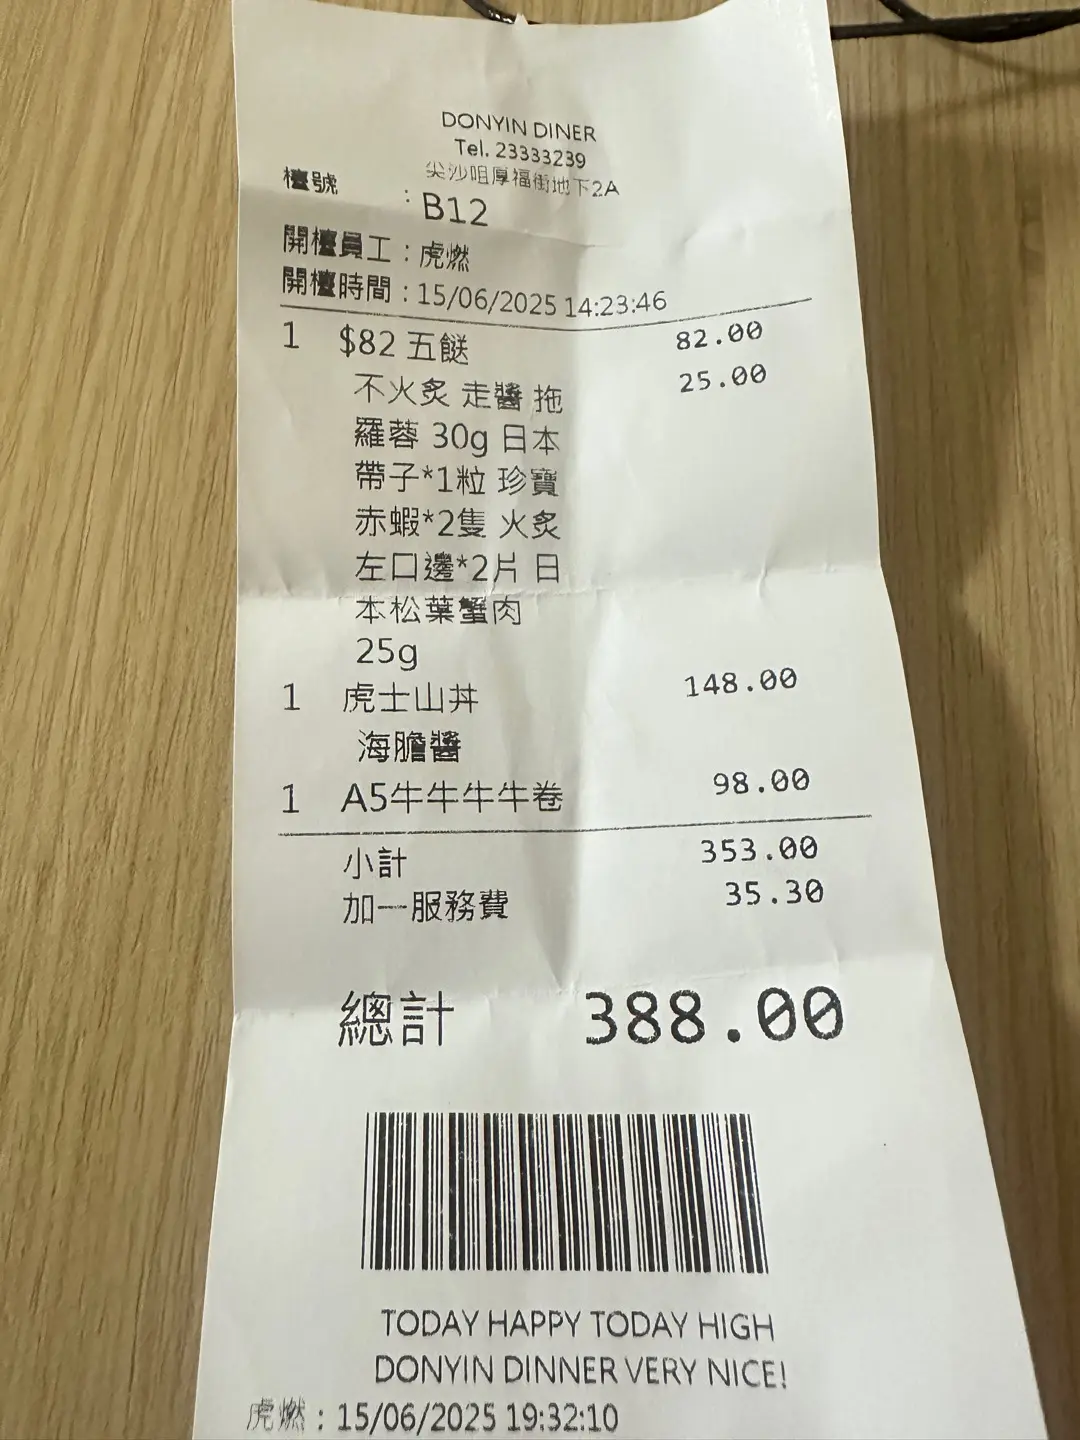 DONYIN DINER
Tel. 23333239
尖沙咀厚福街地下2A
檯號 : B12
開檯員工 : 虎燃
開檯時間 : 15/06/2025 14:23:46
1 $82 五餸 82.00
不火炙 走醬 拖 25.00
羅蓉 30g 日本
帶子*1粒 珍寶
赤蝦*2隻 火炙
左口邊*2片 日
本松葉蟹肉
25g
1 虎士山丼 148.00
海膽醬
1 A5牛牛牛牛卷 98.00
小計 353.00
加一服務費 35.30
總計 388.00
TODAY HAPPY TODAY HIGH
DONYIN DINNER VERY NICE!
虎燃 : 15/06/2025 19:32:10